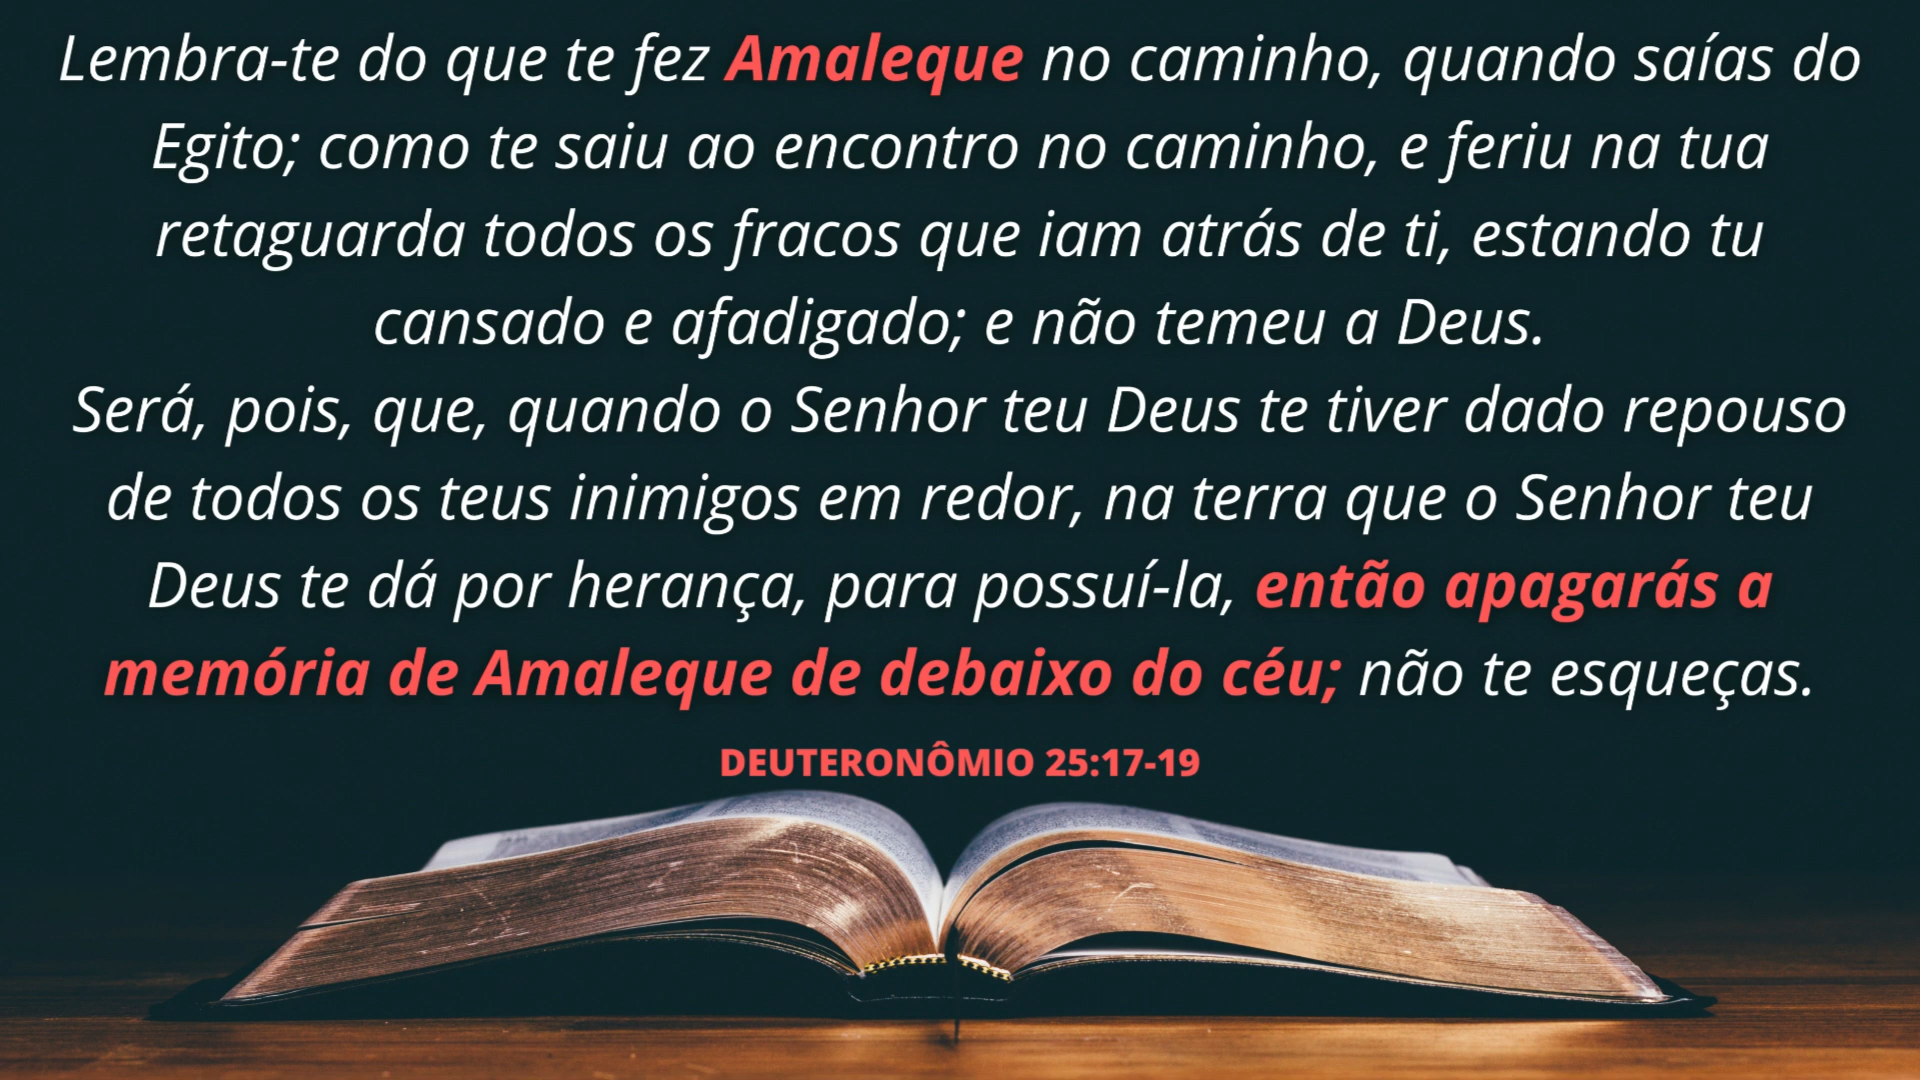 Lembra-te do que te fez Amaleque no caminho, quando saías do
Egito; como te saiu ao encontro no caminho, e feriu na tua
retaguarda todos os fracos que iam atrás de ti, estando tu
cansado e afadigado; e não temeu a Deus.
Será, pois, que, quando o Senhor teu Deus te tiver dado repouso
de todos os teus inimigos em redor, na terra que o Senhor teu
Deus te dá por herança, para possuí-la, então apagarás a
memória de Amaleque de debaixo do céu; não te esqueças.
DEUTERONÔMIO 25:17-19